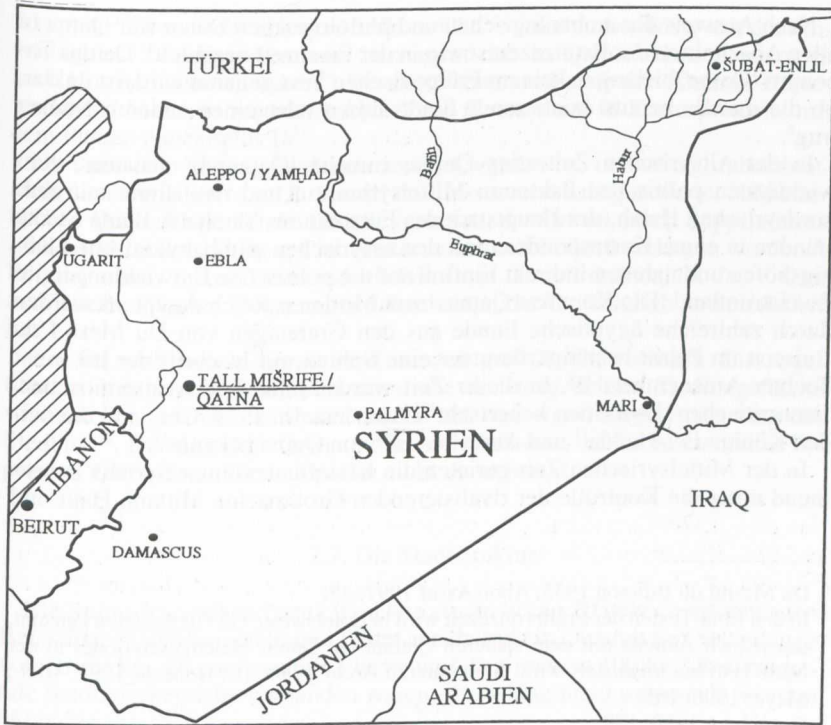 TÜRKEI
ŠUBAT-ENLIL
ALEPPO / YAMḪAD
Baliḫ
Ḫabur
UGARIT
EBLA
Euphrat
TALL MIŠRIFE /
QATNA
PALMYRA
MARI
SYRIEN
LIBANON
IRAQ
BEIRUT
DAMASCUS
JORDANIEN
SAUDI
ARABIEN